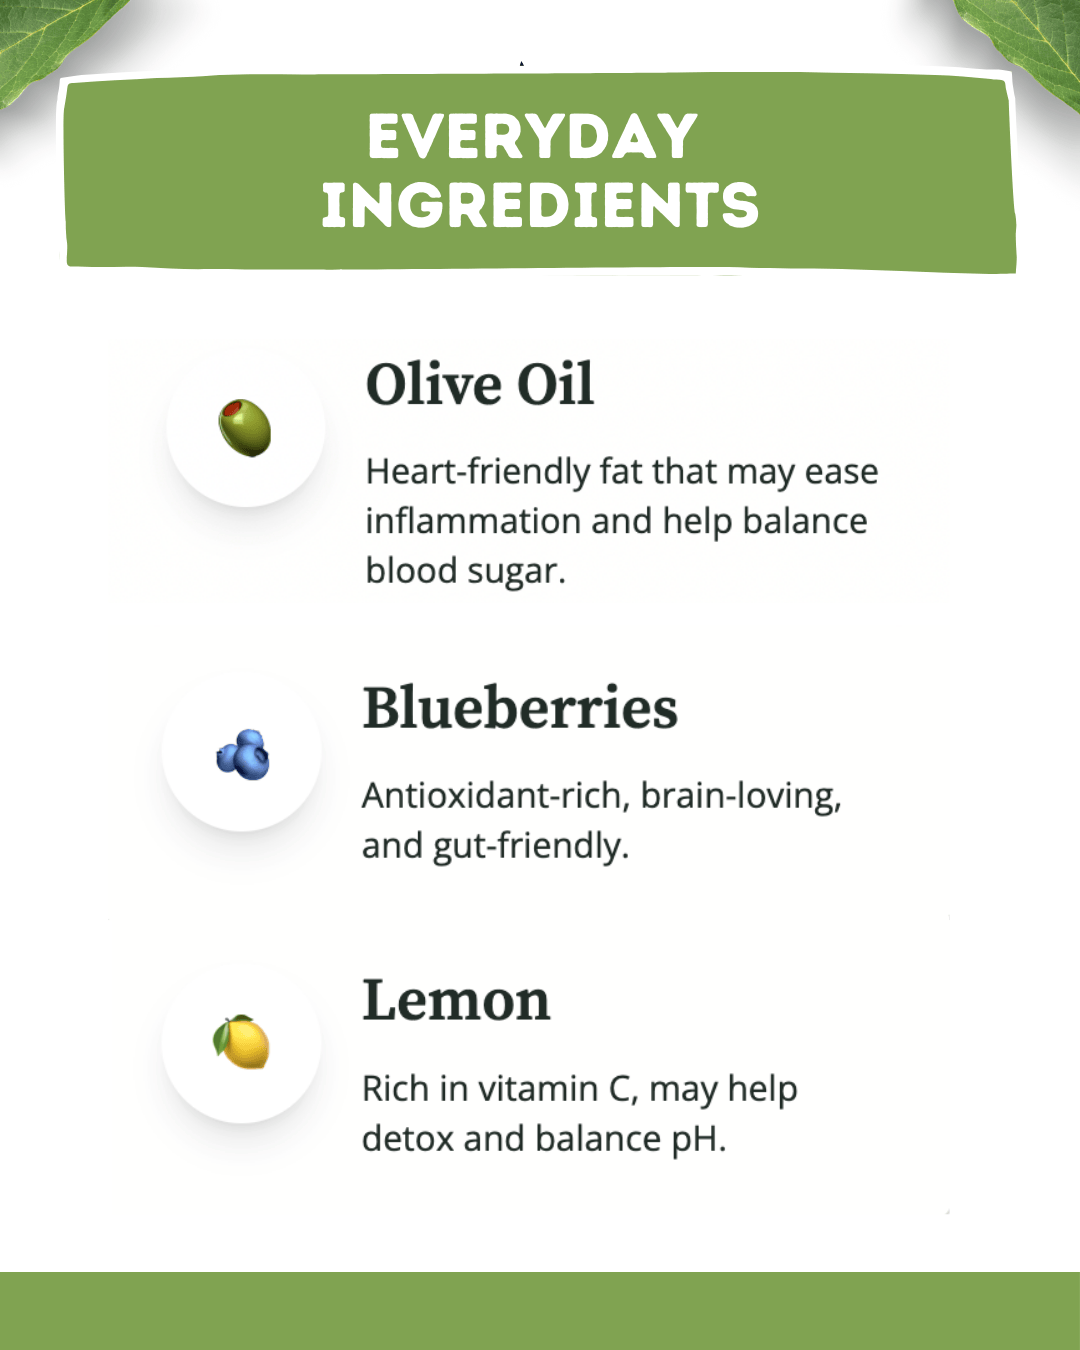 EVERYDAY
INGREDIENTS
Olive Oil
Heart-friendly fat that may ease
inflammation and help balance
blood sugar.
Blueberries
Antioxidant-rich, brain-loving,
and gut-friendly.
Lemon
Rich in vitamin C, may help
detox and balance pH.